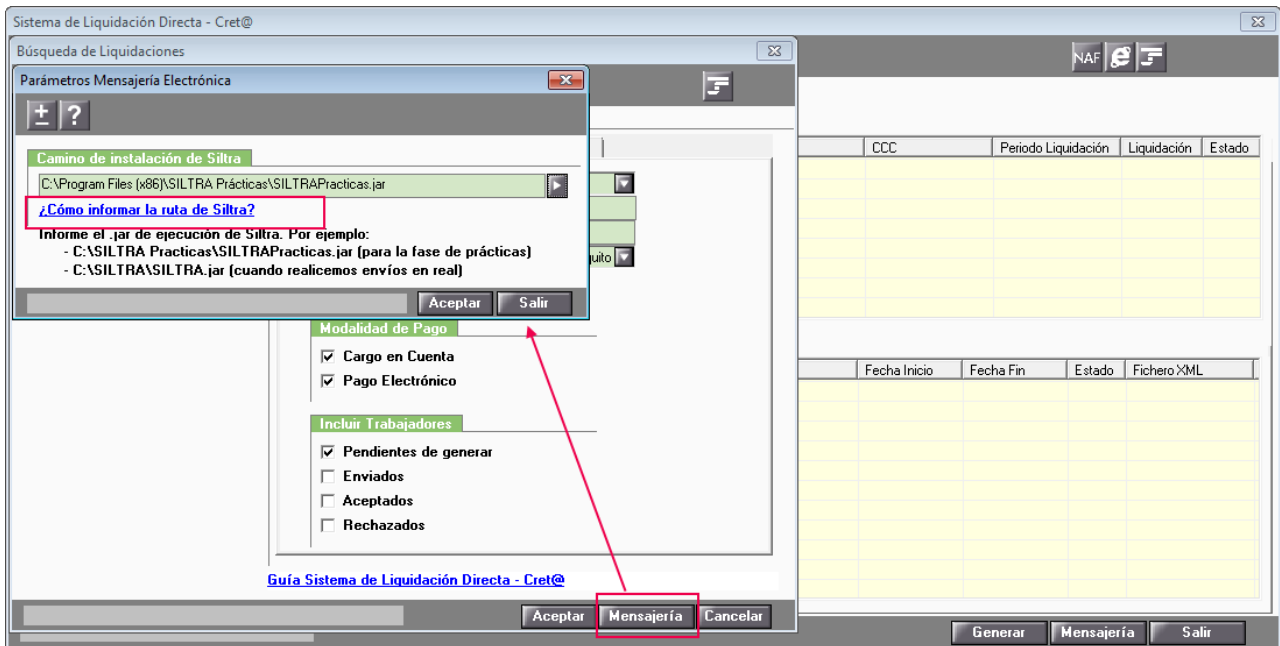 Sistema de Liquidación Directa - Cret@
Búsqueda de Liquidaciones
Parámetros Mensajería Electrónica
NAF
Camino de instalación de Siltra
C:\Program Files (x86)\SILTRA Prácticas\SILTRAPracticas.jar
¿Cómo informar la ruta de Siltra?
Informe el .jar de ejecución de Siltra. Por ejemplo:
- C:\SILTRA Practicas\SILTRAPracticas.jar (para la fase de prácticas)
- C:\SILTRA\SILTRA.jar (cuando realicemos envíos en real)
Aceptar Salir
CCC Periodo Liquidación Liquidación Estado
Modalidad de Pago
Cargo en Cuenta
Pago Electrónico
Incluir Trabajadores
Pendientes de generar
Enviados
Aceptados
Rechazados
Guía Sistema de Liquidación Directa - Cret@
Aceptar Mensajería Cancelar
Fecha Inicio Fecha Fin Estado Fichero XML
Generar Mensajería Salir